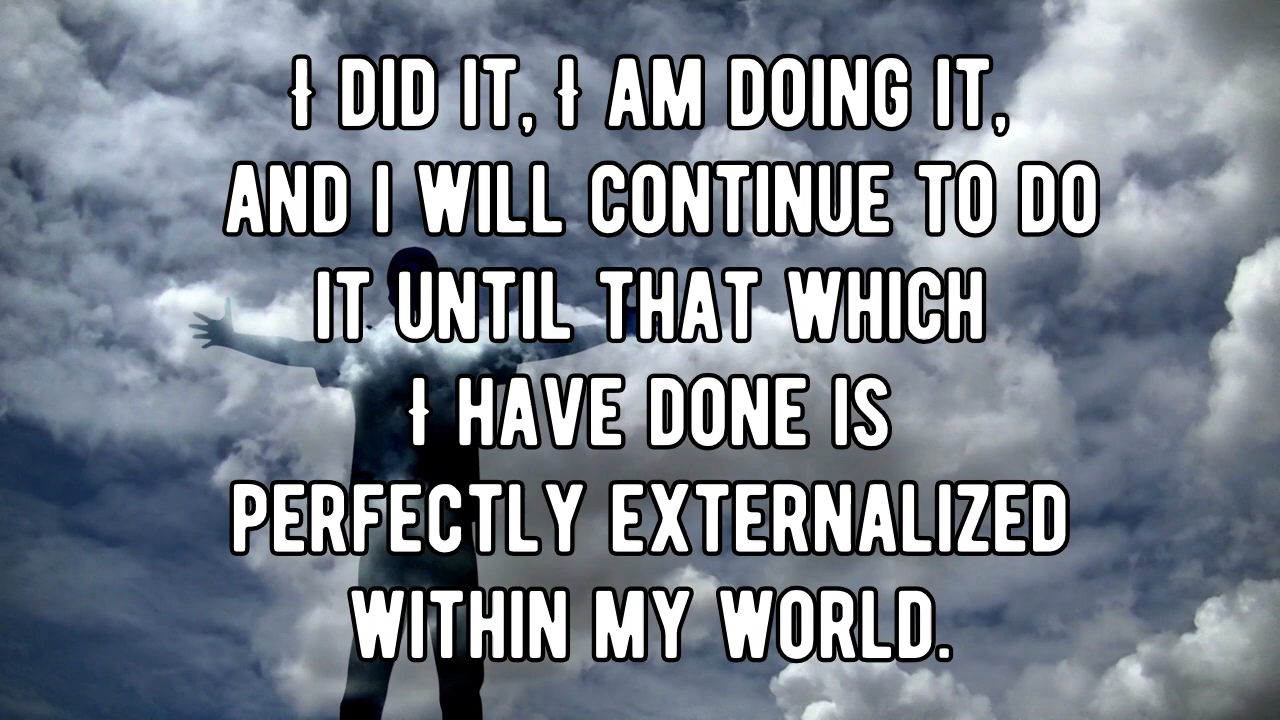 I DID IT, I AM DOING IT,
AND I WILL CONTINUE TO DO
IT UNTIL THAT WHICH
I HAVE DONE IS
PERFECTLY EXTERNALIZED
WITHIN MY WORLD.